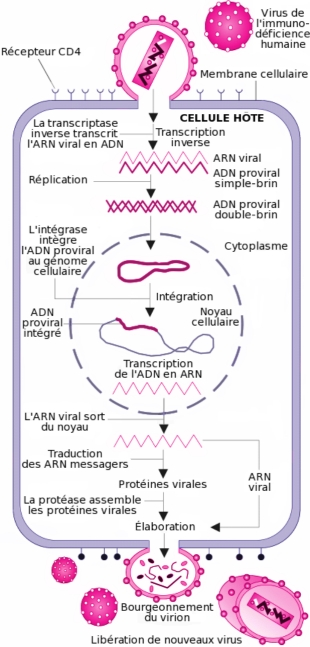 Virus de
l'immuno-
déficience
humaine
Récepteur CD4
Membrane cellulaire
CELLULE HÔTE
La transcriptase
inverse transcrit
l'ARN viral en ADN
Transcription
inverse
ARN viral
ADN proviral
simple-brin
Réplication
ADN proviral
double-brin
L'intégrase
intègre
l'ADN proviral
au génome
cellulaire
Cytoplasme
Intégration
ADN
proviral
intégré
Noyau
cellulaire
Transcription
de l'ADN en ARN
L'ARN viral sort
du noyau
Traduction
des ARN messagers
Protéines virales
ARN
viral
La protéase assemble
les protéines virales
Élaboration
Bourgeonnement
du virion
Libération de nouveaux virus